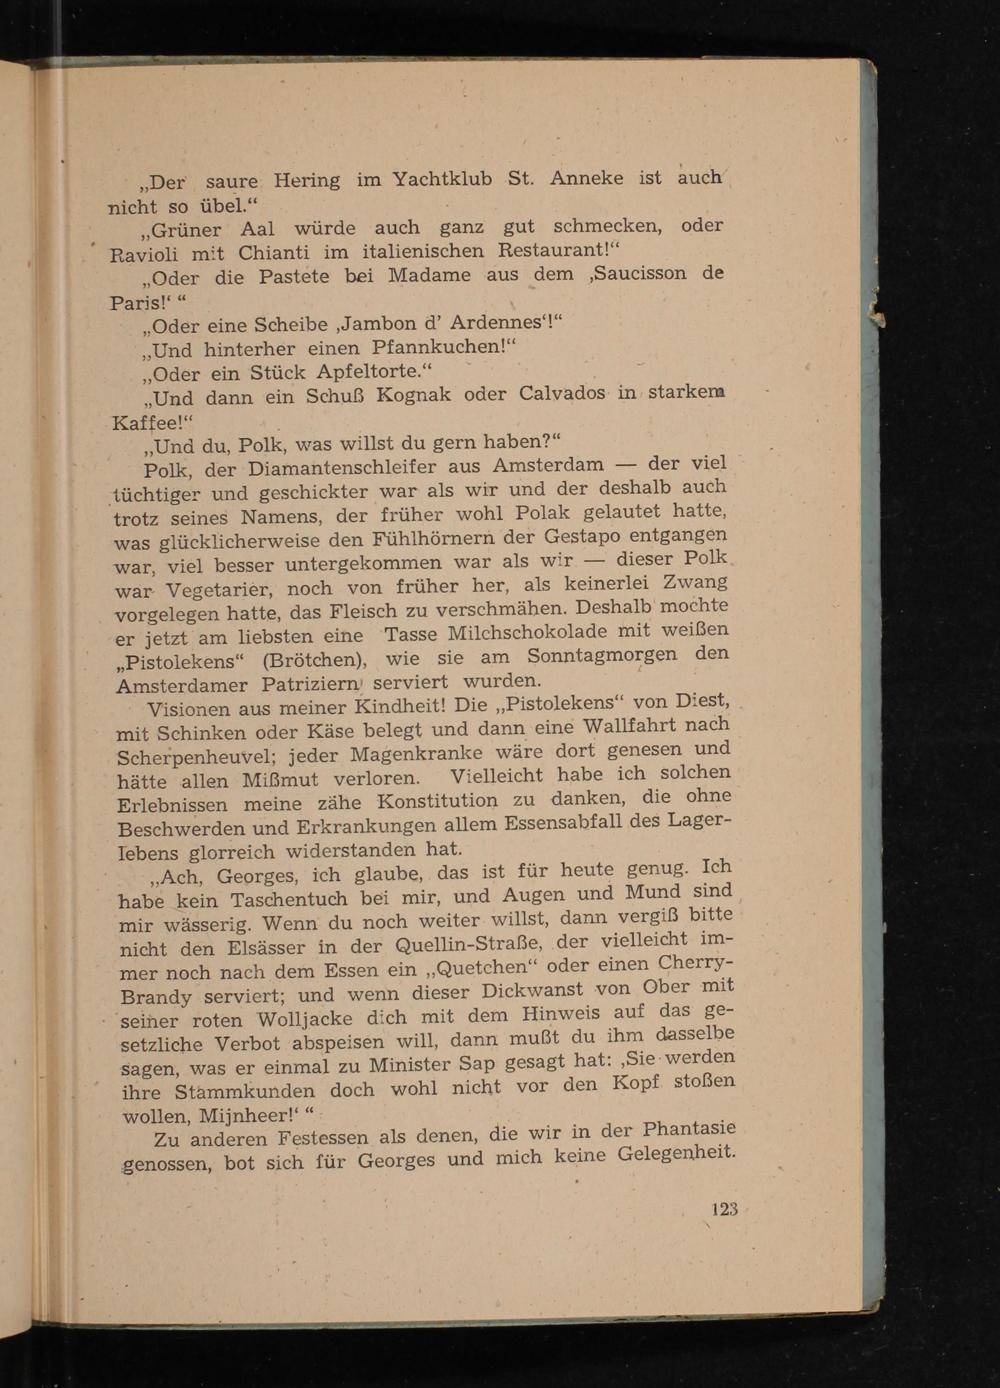 „Der saure Hering im Yachtklub St. Anneke ist auch
nicht so übel.“
„Grüner Aal würde auch ganz gut schmecken, oder
Ravioli mit Chianti im italienischen Restaurant!“
„Oder die Pastete bei Madame aus dem ‚Saucisson de
Paris!‘ “
„Oder eine Scheibe ‚Jambon d’ Ardennes‘!“
„Und hinterher einen Pfannkuchen!“
„Oder ein Stück Apfeltorte.“
„Und dann ein Schuß Kognak oder Calvados in starkem
Kaffee!“
„Und du, Polk, was willst du gern haben?“
Polk, der Diamantenschleifer aus Amsterdam — der viel
tüchtiger und geschickter war als wir und der deshalb auch
trotz seines Namens, der früher wohl Polak gelautet hatte,
was glücklicherweise den Fühlhörnern der Gestapo entgangen
war, viel besser untergekommen war als wir — dieser Polk
war Vegetarier, noch von früher her, als keinerlei Zwang
vorgelegen hatte, das Fleisch zu verschmähen. Deshalb mochte
er jetzt am liebsten eine Tasse Milchschokolade mit weißen
„Pistolekens“ (Brötchen), wie sie am Sonntagmorgen den
Amsterdamer Patriziern serviert wurden.
Visionen aus meiner Kindheit! Die „Pistolekens“ von Diest,
mit Schinken oder Käse belegt und dann eine Wallfahrt nach
Scherpenheuvel; jeder Magenkranke wäre dort genesen und
hätte allen Mißmut verloren. Vielleicht habe ich solchen
Erlebnissen meine zähe Konstitution zu danken, die ohne
Beschwerden und Erkrankungen allem Essensabfall des Lager-
lebens glorreich widerstanden hat.
„Ach, Georges, ich glaube, das ist für heute genug. Ich
habe kein Taschentuch bei mir, und Augen und Mund sind
mir wässerig. Wenn du noch weiter willst, dann vergiß bitte
nicht den Elsässer in der Quellin-Straße, der vielleicht im-
mer noch nach dem Essen ein „Quetchen“ oder einen Cherry-
Brandy serviert; und wenn dieser Dickwanst von Ober mit
seiner roten Wolljacke dich mit dem Hinweis auf das ge-
setzliche Verbot abspeisen will, dann mußt du ihm dasselbe
sagen, was er einmal zu Minister Sap gesagt hat: ‚Sie werden
ihre Stammkunden doch wohl nicht vor den Kopf stoßen
wollen, Mijnheer!‘ “
Zu anderen Festessen als denen, die wir in der Phantasie
genossen, bot sich für Georges und mich keine Gelegenheit.
123